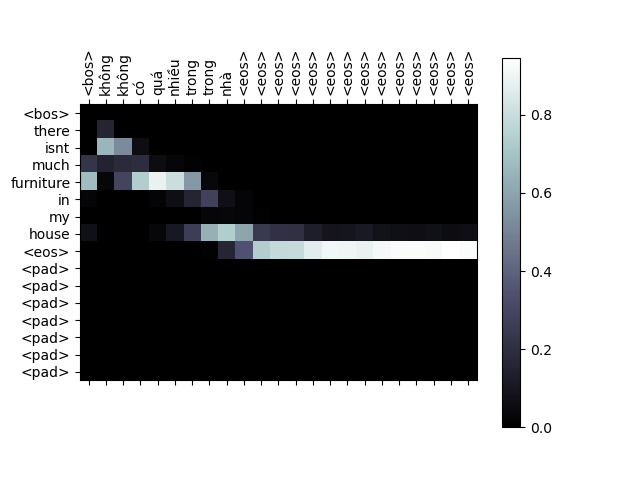 <bos>
không
không
có
quá
nhiều
trong
trong
nhà
<eos>
<eos>
<eos>
<eos>
<eos>
<eos>
<eos>
<eos>
<eos>
<eos>
<eos>
<eos>
<eos>
<eos>
<bos>
there
isnt
much
furniture
in
my
house
<eos>
<pad>
<pad>
<pad>
<pad>
<pad>
<pad>
<pad>
0.8
0.6
0.4
0.2
0.0